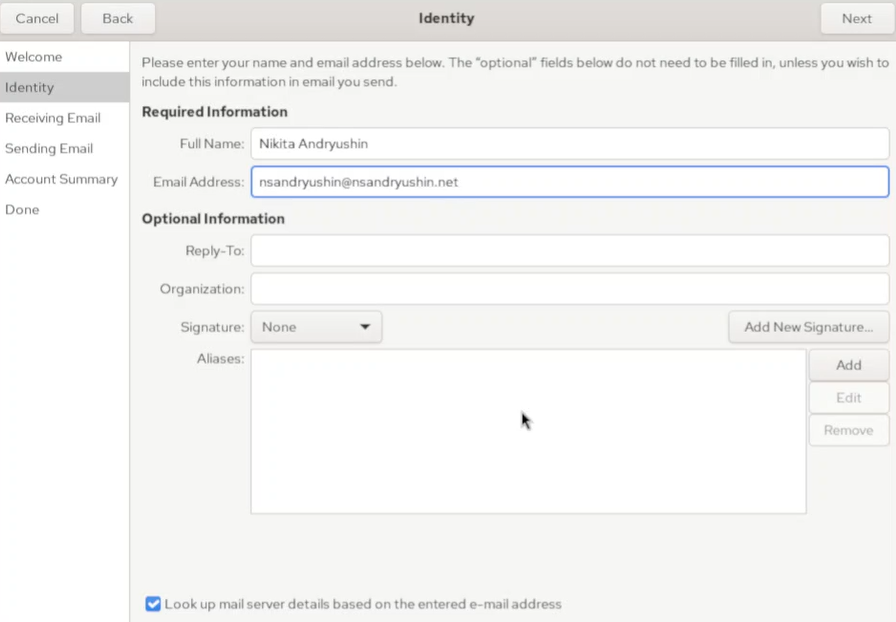 Cancel Back Identity Next
Welcome
Identity
Receiving Email
Sending Email
Account Summary
Done
Please enter your name and email address below. The "optional" fields below do not need to be filled in, unless you wish to
include this information in email you send.
Required Information
Full Name: Nikita Andryushin
Email Address: nsandryushin@nsandryushin.net
Optional Information
Reply-To:
Organization:
Signature: None Add New Signature...
Aliases: Add
Edit
Remove
Look up mail server details based on the entered e-mail address